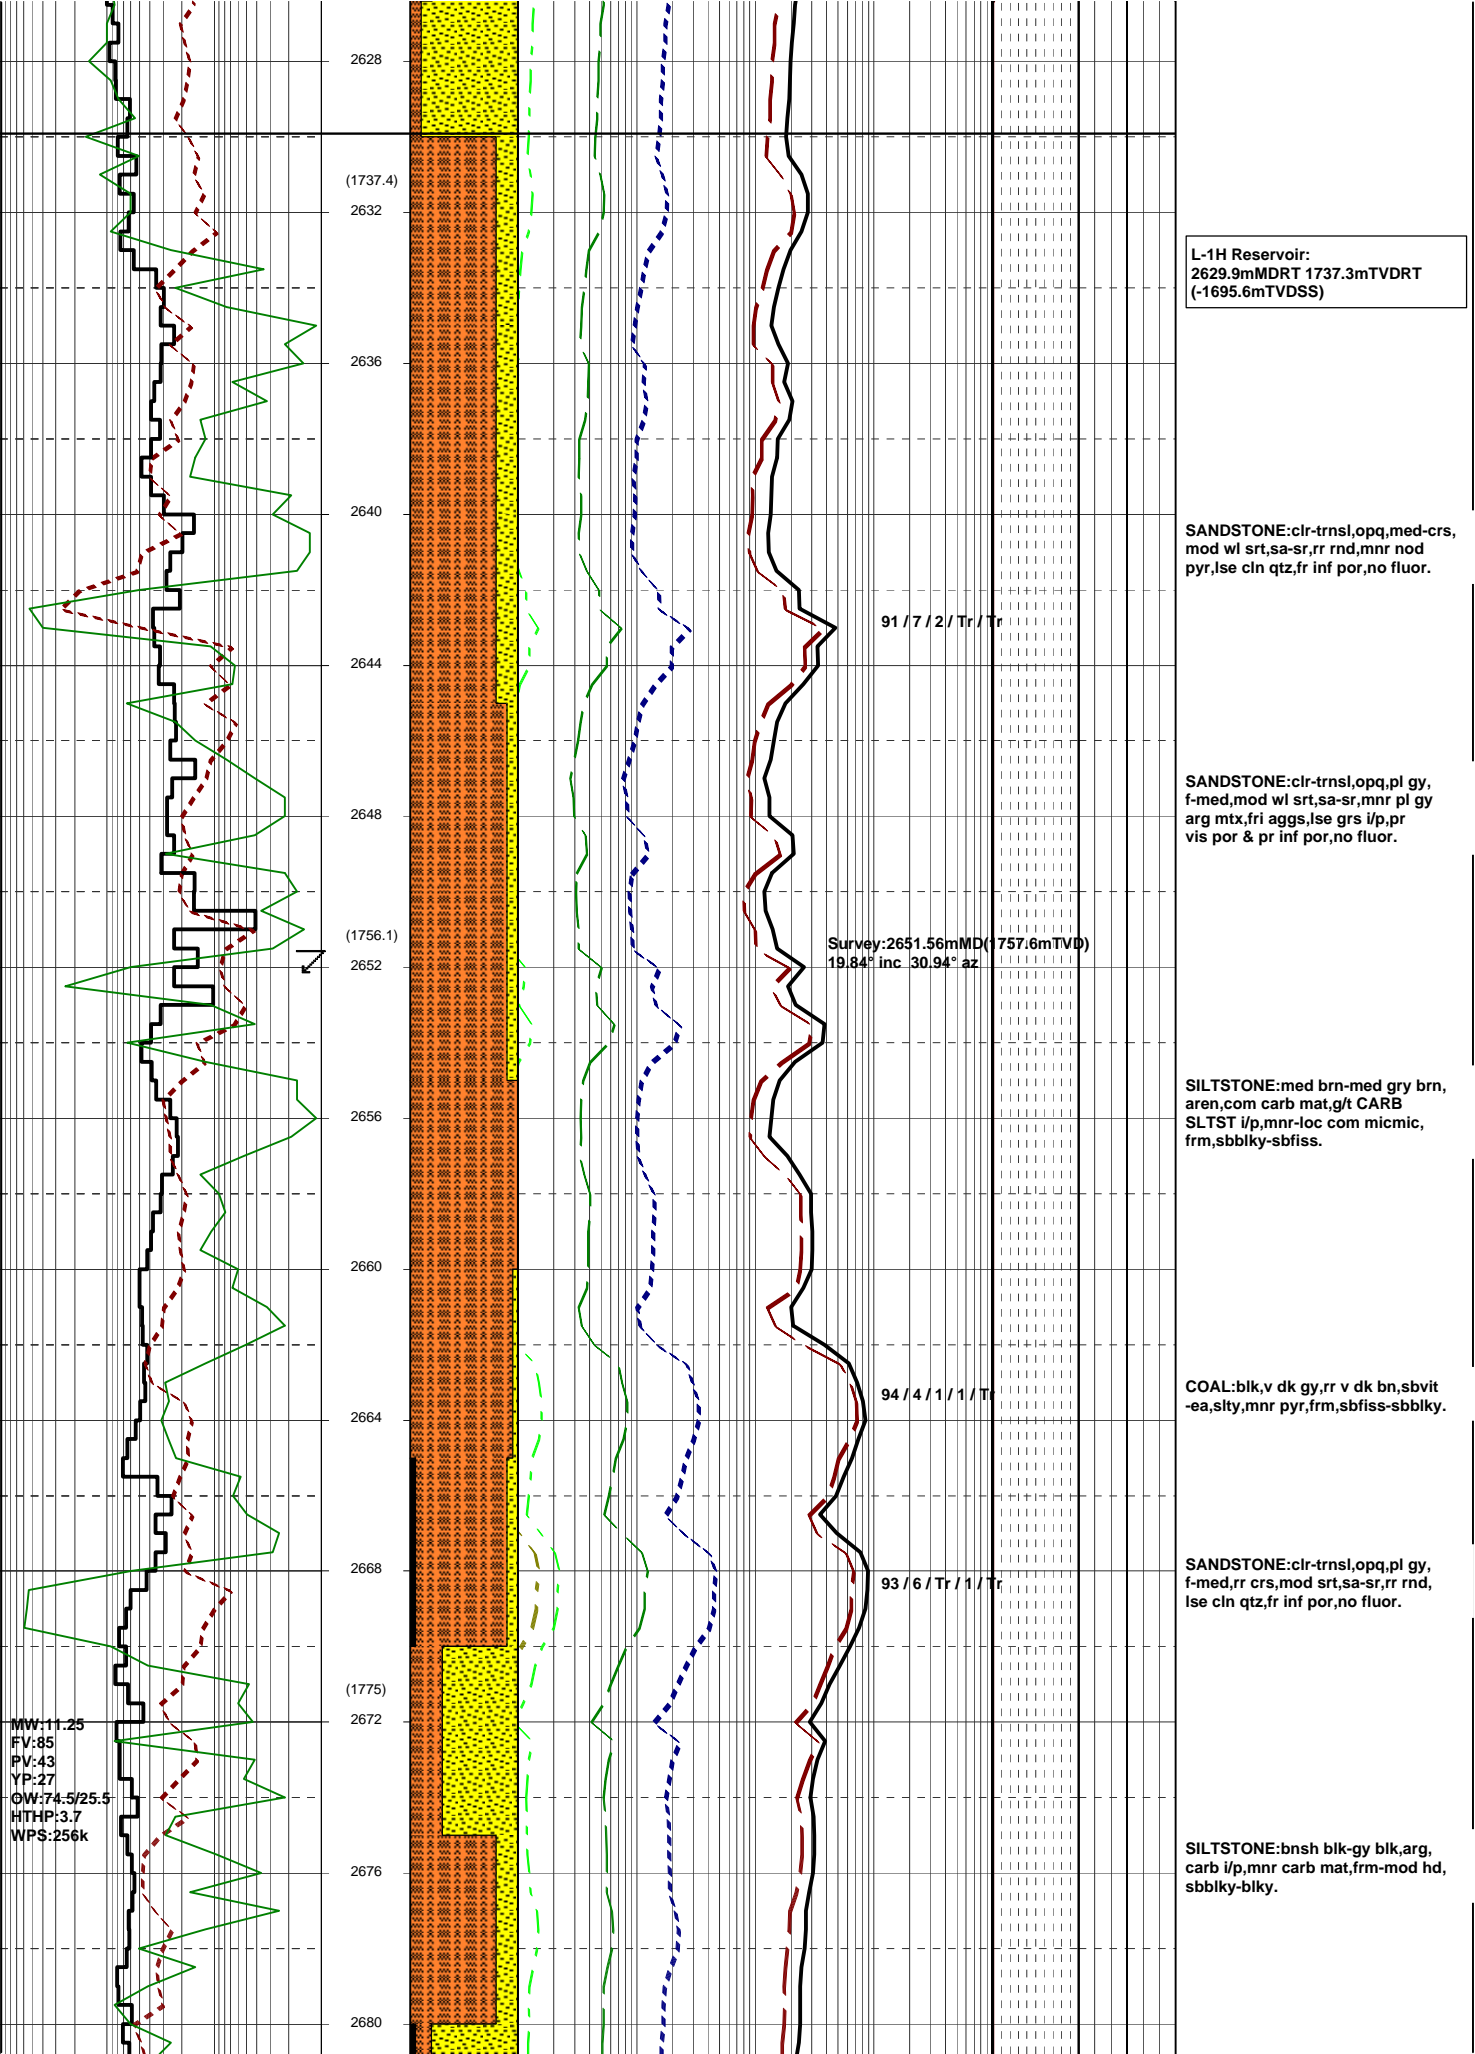 2628
(1737.4)
2632
L-1H Reservoir:
2629.9mMDRT 1737.3mTVDRT
(-1695.6mTVDSS)
2636
2640
SANDSTONE:clr-trnsl,opq,med-crs,
mod wl srt,sa-sr,rr rnd,mnr nod
pyr,lse cln qtz,fr inf por,no fluor.
91 / 7 / 2 / Tr / Tr
2644
SANDSTONE:clr-trnsl,opq,pl gy,
f-med,mod wl srt,sa-sr,mnr pl gy
arg mtx,fri aggs,lse grs i/p,pr
vis por & pr inf por,no fluor.
2648
(1756.1)
Survey:2651.56mMD(1757.6mTVD)
19.84° inc 30.94° az
2652
SILTSTONE:med brn-med gry brn,
aren,com carb mat,g/t CARB
SLTST i/p,mnr-loc com micmic,
frm,sbblky-sbfiss.
2656
2660
94 / 4 / 1 / 1 / Tr
COAL:blk,v dk gy,rr v dk bn,sbvit
-ea,slty,mnr pyr,frm,sbfiss-sbblky.
2664
2668
93 / 6 / Tr / 1 / Tr
SANDSTONE:clr-trnsl,opq,pl gy,
f-med,rr crs,mod srt,sa-sr,rr rnd,
lse cln qtz,fr inf por,no fluor.
(1775)
2672
MW:11.25
FV:85
PV:43
YP:27
OW:74.5/25.5
HTHP:3.7
WPS:256k
2676
SILTSTONE:bnsh blk-gy blk,arg,
carb i/p,mnr carb mat,frm-mod hd,
sbblky-blky.
2680